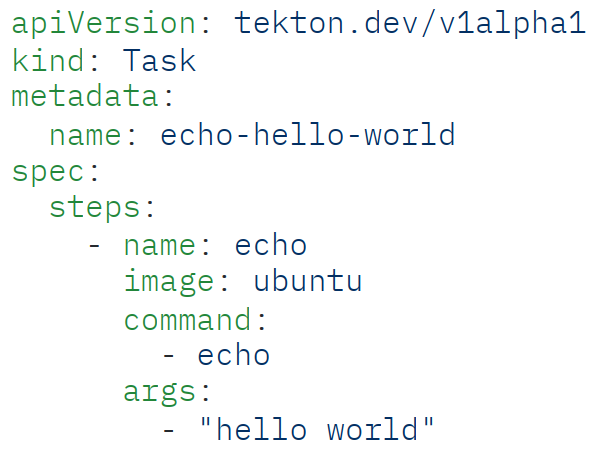 apiVersion: tekton.dev/v1alpha1
kind: Task
metadata:
  name: echo-hello-world
spec:
  steps:
    - name: echo
      image: ubuntu
      command:
        - echo
      args:
        - "hello world"